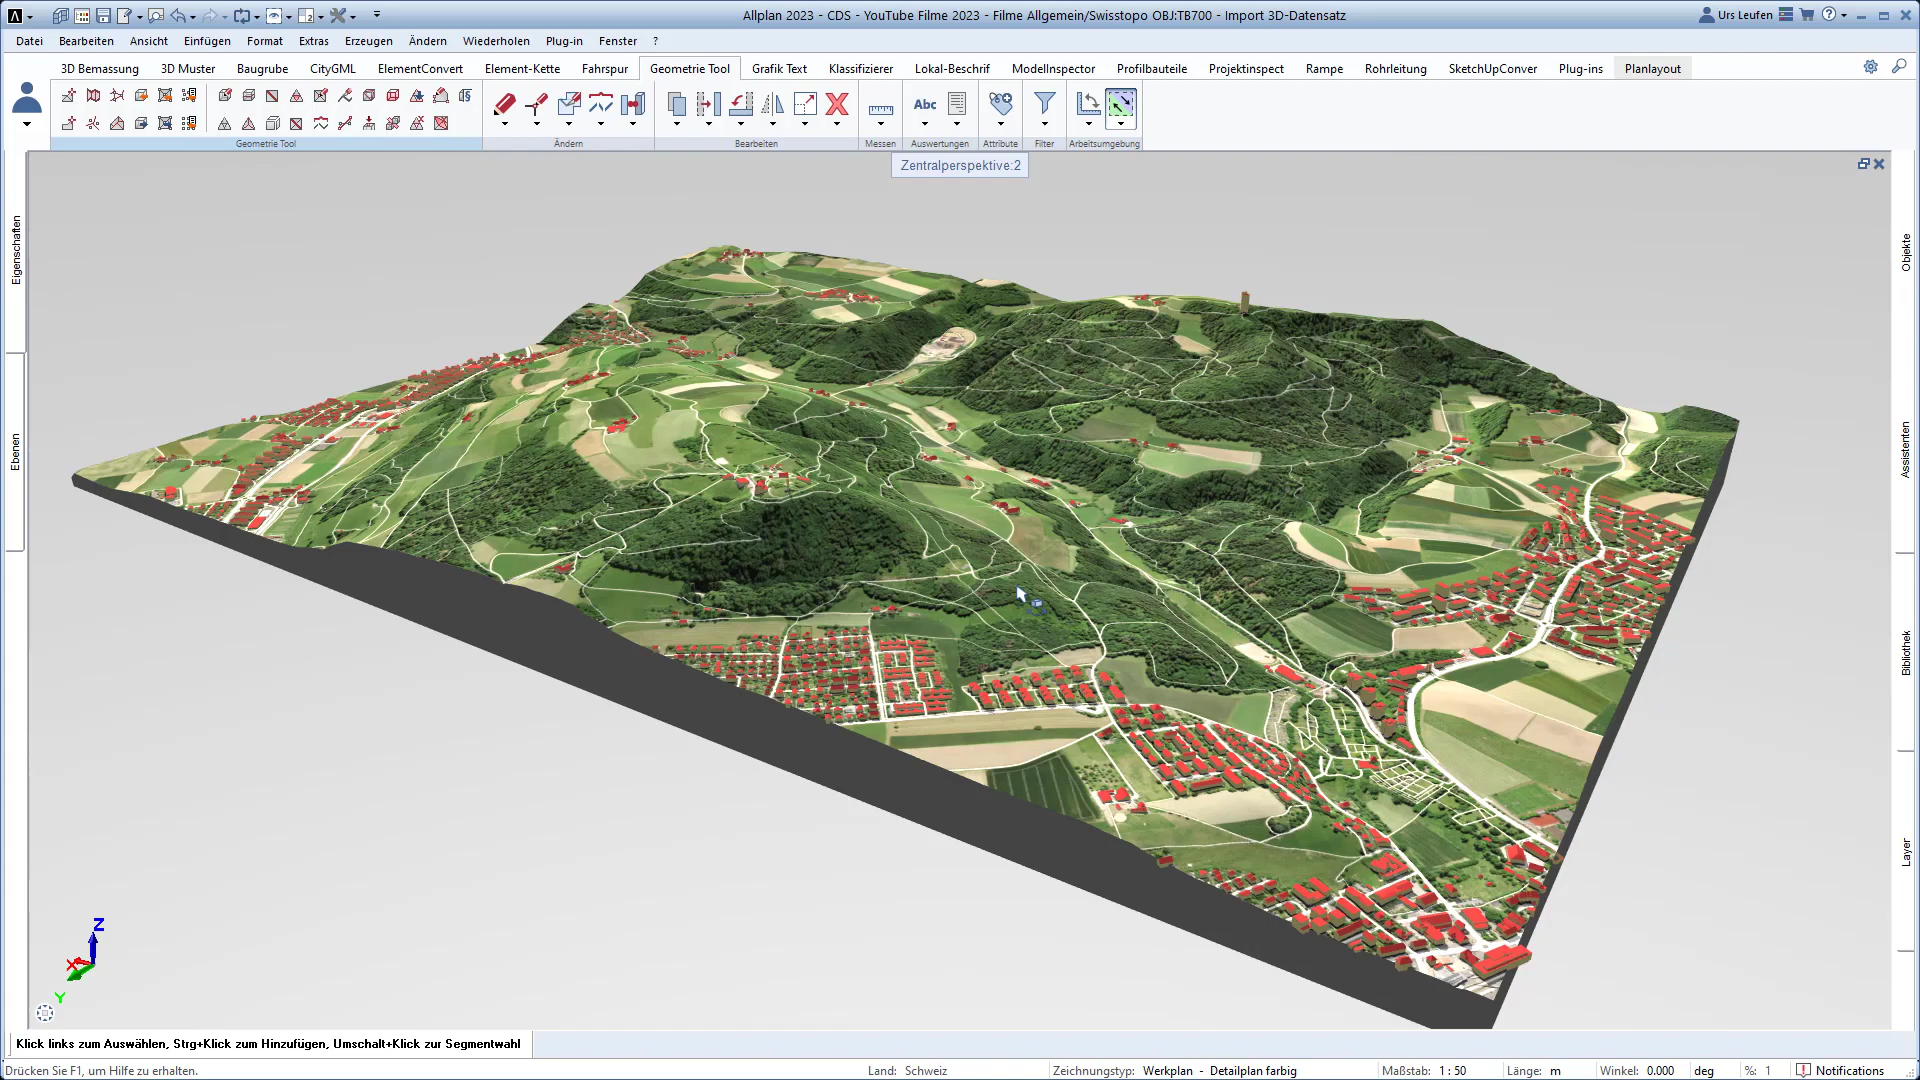 Allplan 2023 - CDS - YouTube Filme 2023 - Filme Allgemein/Swisstopo OBJ:TB700 - Import 3D-Datensatz
Urs Leufen
Datei Bearbeiten Ansicht Einfügen Format Extras Erzeugen Ändern Wiederholen Plug-in Fenster ?
3D Bemassung 3D Muster Baugrube CityGML ElementConvert Element-Kette Fahrspur Geometrie Tool Grafik Text Klassifizierer Lokal-Beschrif ModelInspector Profilbauteile Projektinspect Rampe Rohrleitung SketchUpConver Plug-ins Planlayout
Abc
Geometrie Tool Ändern Bearbeiten Messen Auswertungen Attribute Filter Arbeitsumgebung
Zentralperspektive:2
Eigenschaften
Ebenen
Objekte
Assistenten
Bibliothek
Layer
Z
X
Y
Klick links zum Auswählen, Strg+Klick zum Hinzufügen, Umschalt+Klick zur Segmentwahl
Drücken Sie F1, um Hilfe zu erhalten. Land: Schweiz Zeichnungstyp: Werkplan - Detailplan farbig Maßstab: 1 : 50 Länge: m Winkel: 0.000 deg %: 1 Notifications